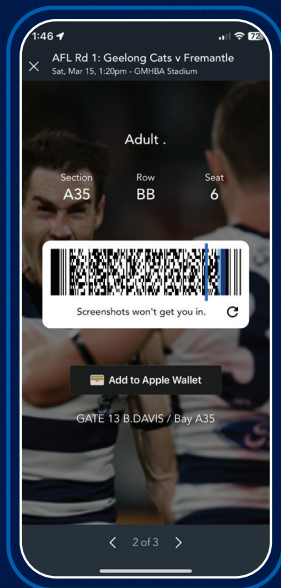 1:46
72
AFL Rd 1: Geelong Cats v Fremantle
Sat, Mar 15, 1:20pm - GMHBA Stadium
Adult .
Section Row Seat
A35 BB 6
Screenshots won't get you in.
Add to Apple Wallet
GATE 13 B.DAVIS / Bay A35
2 of 3